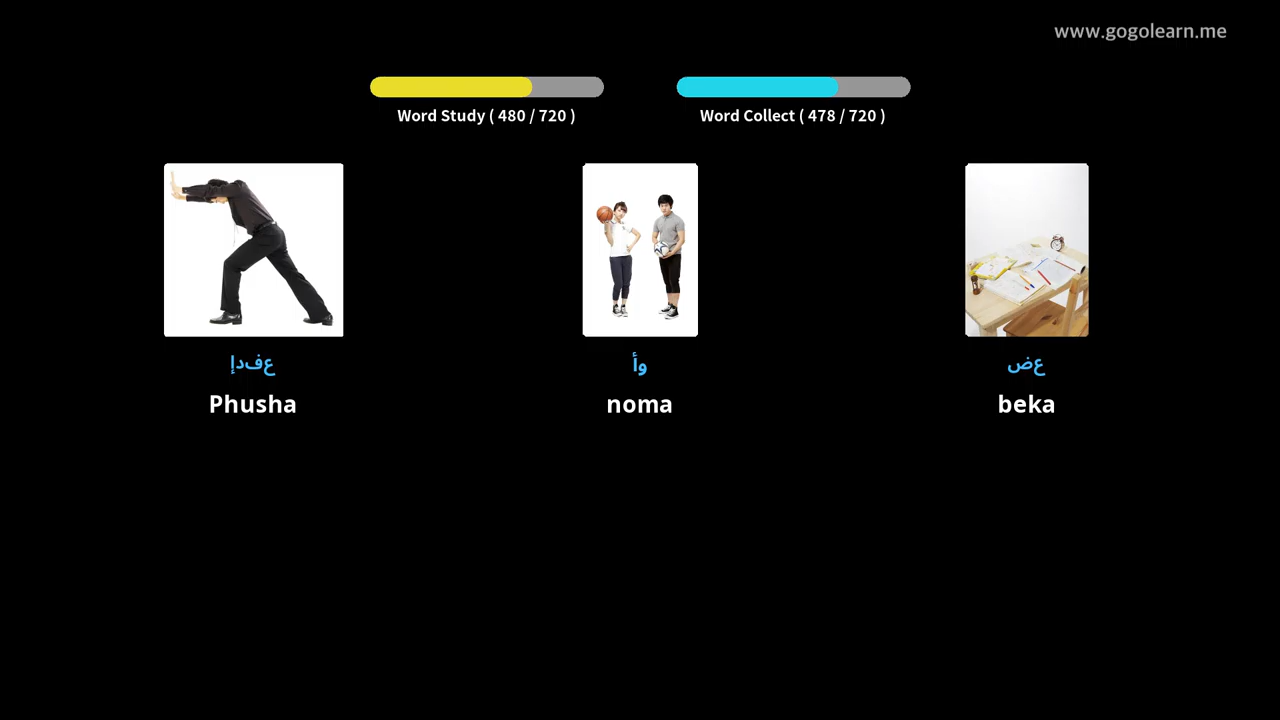 www.gogolearn.me
Word Study ( 480 / 720 )
Word Collect ( 478 / 720 )
عفدإ
Phusha
وأ
noma
عض
beka